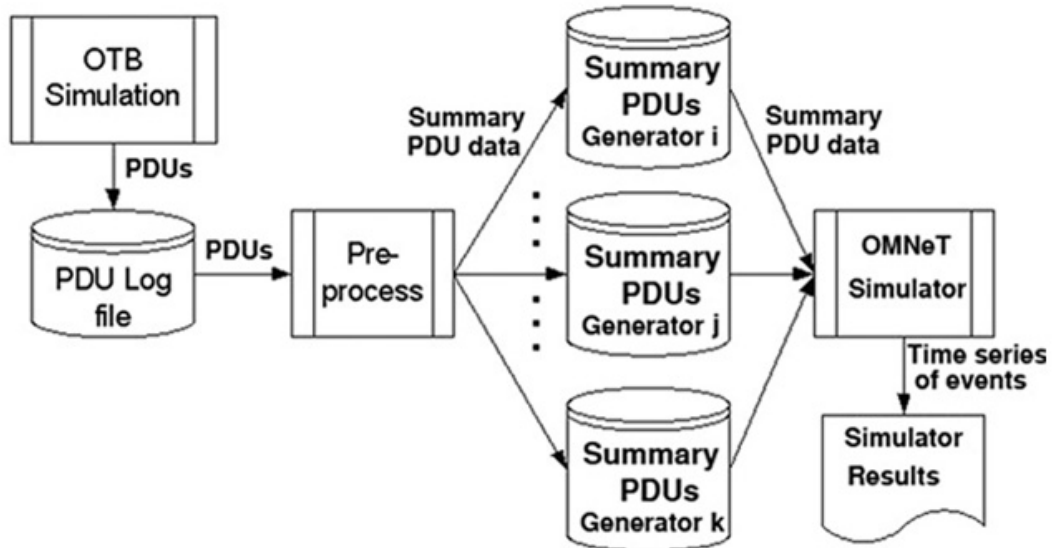 OTB
Simulation
PDUs
PDU Log
file
PDUs
Pre-
process
Summary
PDU data
Summary
PDUs
Generator i
Summary
PDUs
Generator j
Summary
PDUs
Generator k
Summary
PDU data
OMNeT
Simulator
Time series
of events
Simulator
Results